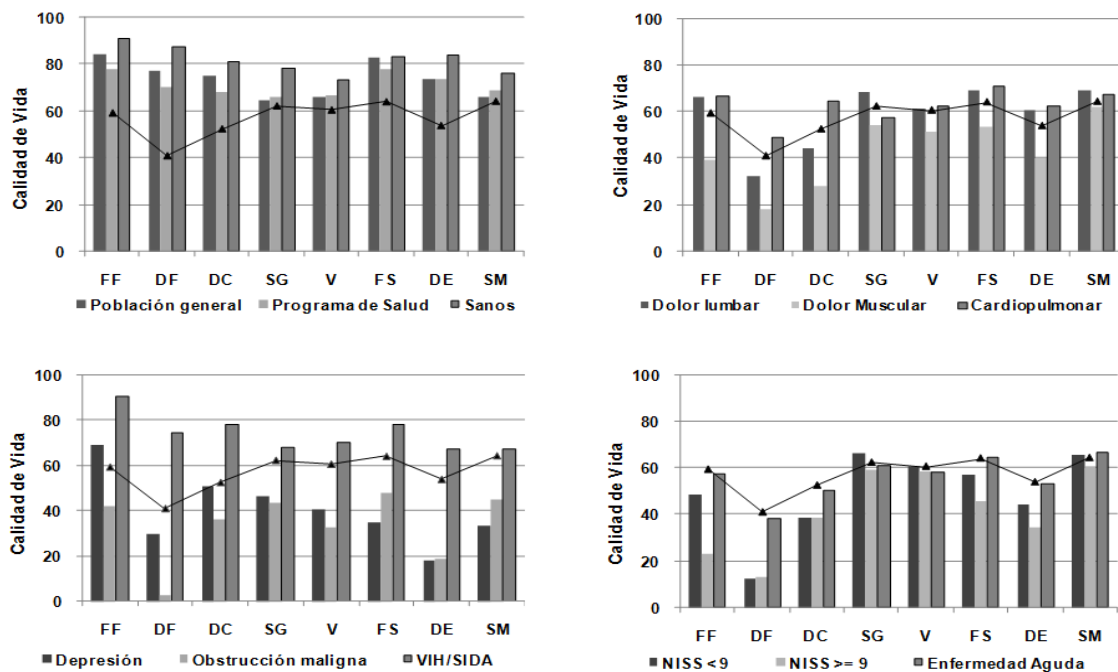 Calidad de Vida
100
80
60
40
20
0
FF DF DC SG V FS DE SM
Población general Programa de Salud Sanos
Calidad de Vida
100
80
60
40
20
0
FF DF DC SG V FS DE SM
Dolor lumbar Dolor Muscular Cardiopulmonar
Calidad de Vida
100
80
60
40
20
0
FF DF DC SG V FS DE SM
Depresión Obstrucción maligna VIH/SIDA
Calidad de Vida
100
80
60
40
20
0
FF DF DC SG V FS DE SM
NISS < 9 NISS >= 9 Enfermedad Aguda